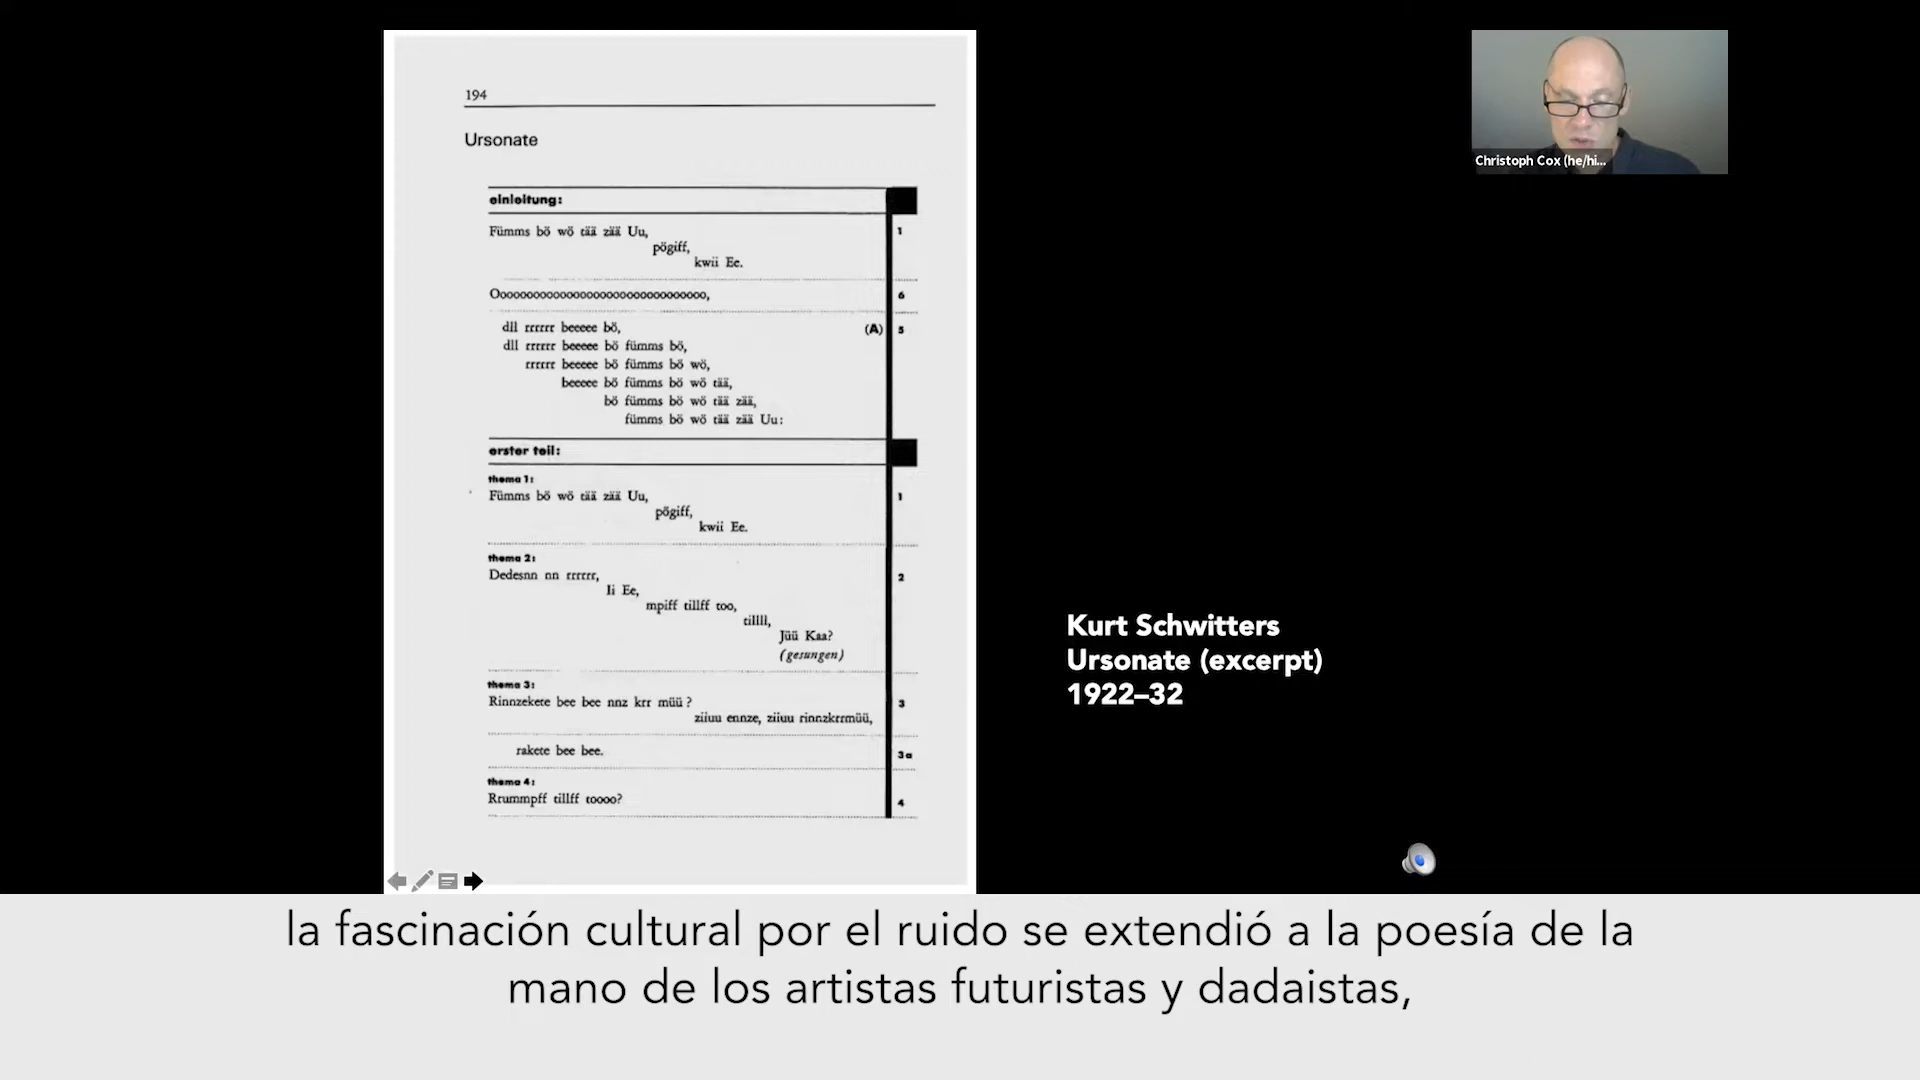 194
Ursonate
einleitung:
Fümms bö wö tää zää Uu, 1
pögiff,
kwii Ee.
Oooooooooooooooooooooooooooooooo, 6
dll rrrrrr beeeee bö, (A) 5
dll rrrrrr beeeee bö fümms bö,
rrrrrr beeeee bö fümms bö wö,
beeeee bö fümms bö wö tää,
bö fümms bö wö tää zää,
fümms bö wö tää zää Uu:
erster teil:
thema 1:
Fümms bö wö tää zää Uu, 1
pögiff,
kwii Ee.
thema 2:
Dedesnn nn rrrrrr, 2
Ii Ee,
mpiff tillff too,
tillll,
Jüü Kaa?
(gesungen)
thema 3:
Rinnzekete bee bee nnz krr müü? 3
ziiuu ennze, ziiuu rinnzkrrmüü,
rakete bee bee. 3a
thema 4:
Rrummpff tillff toooo? 4
Christoph Cox (he/hi...
Kurt Schwitters
Ursonate (excerpt)
1922–32
la fascinación cultural por el ruido se extendió a la poesía de la
mano de los artistas futuristas y dadaistas,